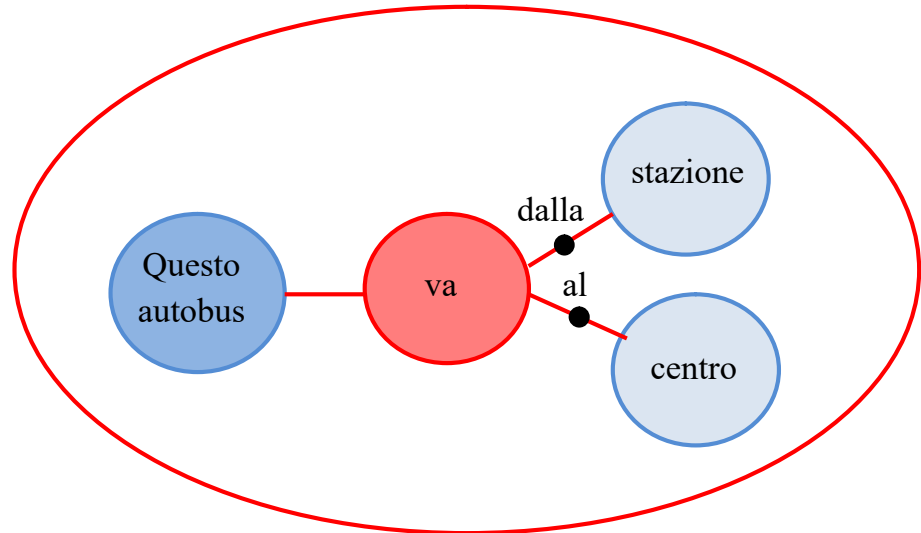 Questo
autobus
va
dalla
stazione
al
centro